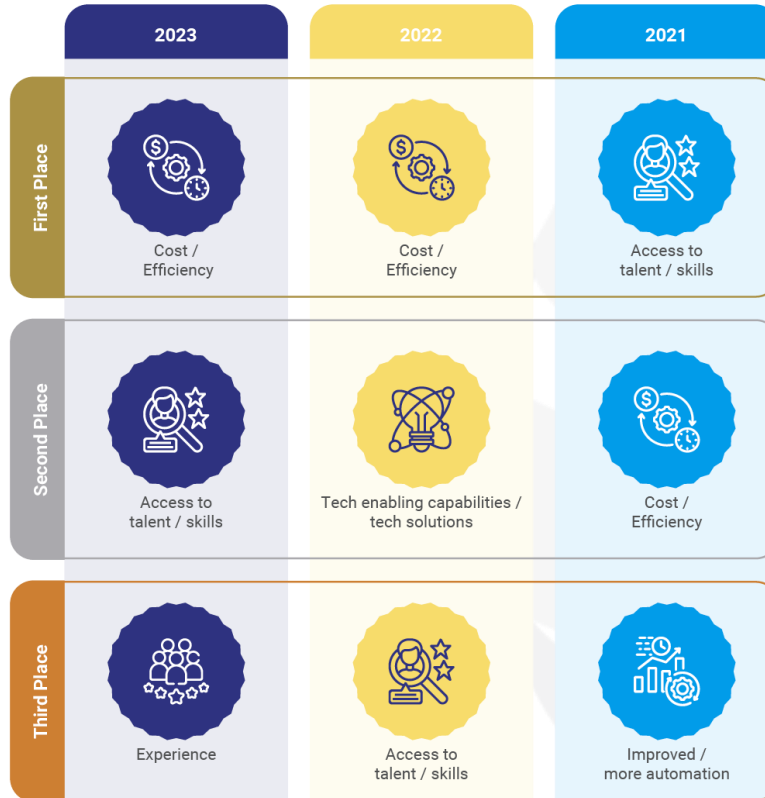 2023
2022
2021
First Place
Cost /
Efficiency
Cost /
Efficiency
Access to
talent / skills
Second Place
Access to
talent / skills
Tech enabling capabilities /
tech solutions
Cost /
Efficiency
Third Place
Experience
Access to
talent / skills
Improved /
more automation